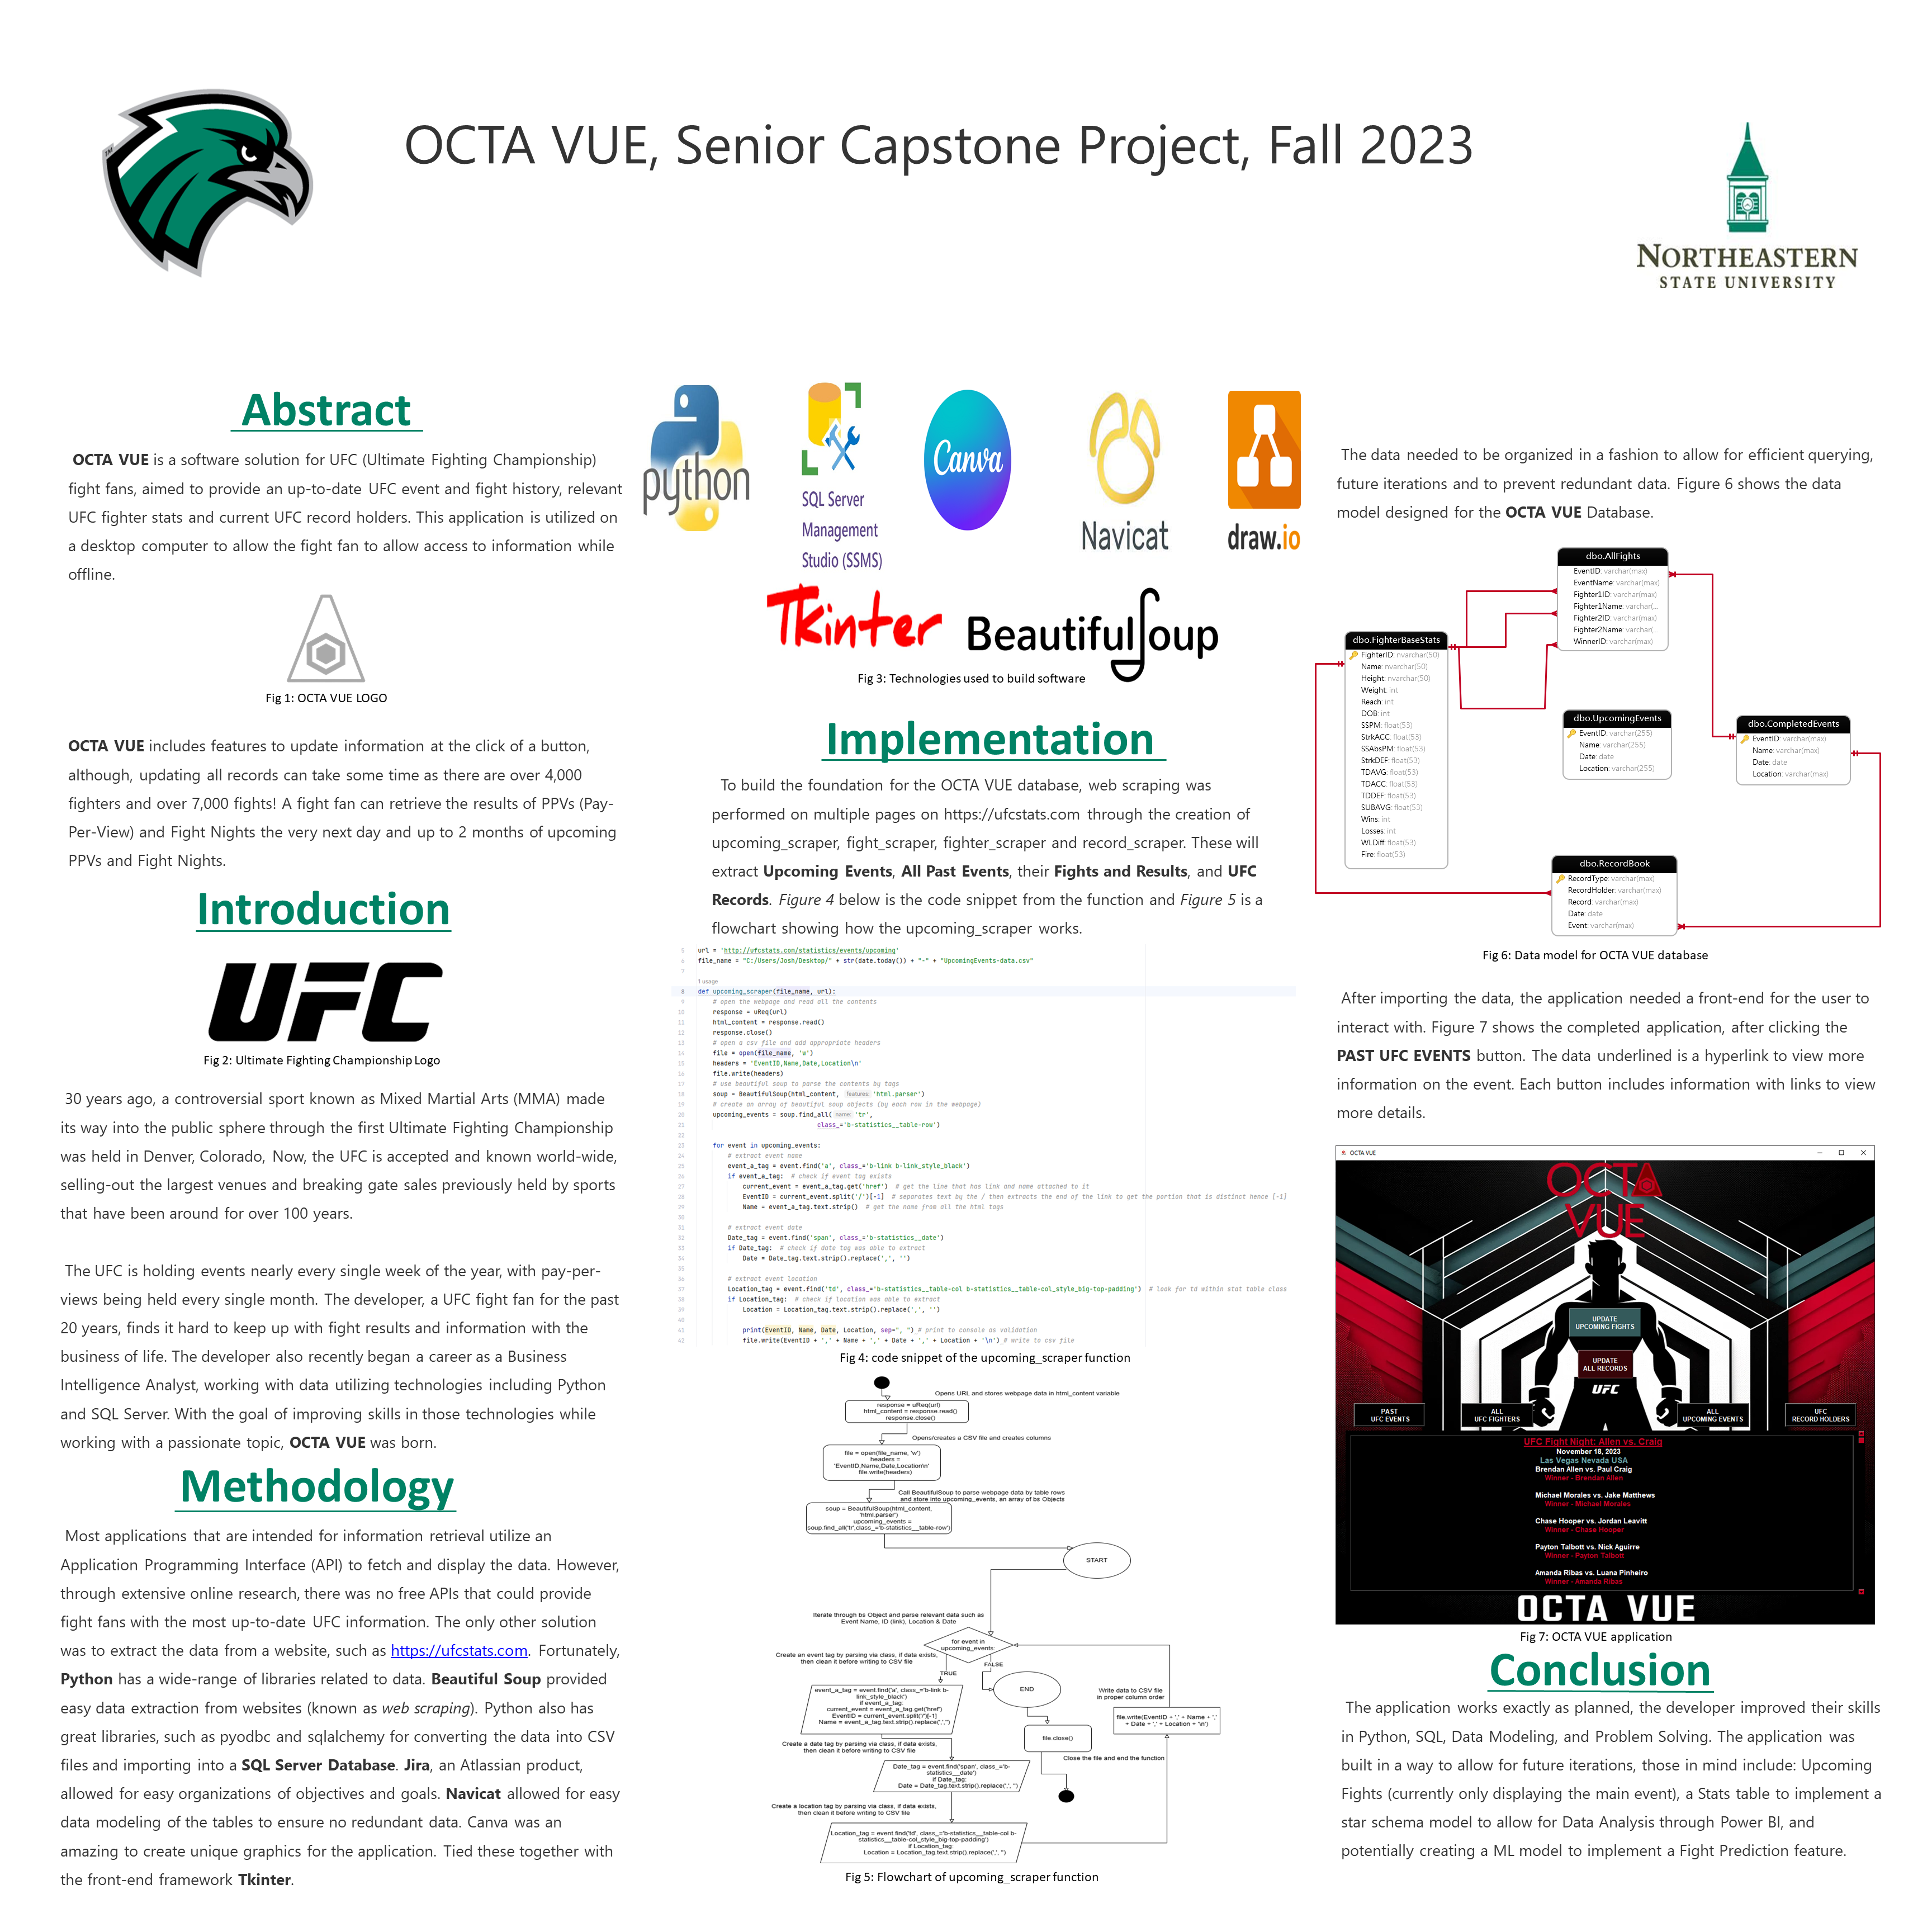 OCTA VUE, Senior Capstone Project, Fall 2023
TM
NORTHEASTERN
STATE UNIVERSITY
Abstract
OCTA VUE is a software solution for UFC (Ultimate Fighting Championship)
fight fans, aimed to provide an up-to-date UFC event and fight history, relevant
UFC fighter stats and current UFC record holders. This application is utilized on
a desktop computer to allow the fight fan to allow access to information while
offline.
Fig 1: OCTA VUE LOGO
OCTA VUE includes features to update information at the click of a button,
although, updating all records can take some time as there are over 4,000
fighters and over 7,000 fights! A fight fan can retrieve the results of PPVs (Pay-
Per-View) and Fight Nights the very next day and up to 2 months of upcoming
PPVs and Fight Nights.
Introduction
UFC
Fig 2: Ultimate Fighting Championship Logo
30 years ago, a controversial sport known as Mixed Martial Arts (MMA) made
its way into the public sphere through the first Ultimate Fighting Championship
was held in Denver, Colorado, Now, the UFC is accepted and known world-wide,
selling-out the largest venues and breaking gate sales previously held by sports
that have been around for over 100 years.
The UFC is holding events nearly every single week of the year, with pay-per-
views being held every single month. The developer, a UFC fight fan for the past
20 years, finds it hard to keep up with fight results and information with the
business of life. The developer also recently began a career as a Business
Intelligence Analyst, working with data utilizing technologies including Python
and SQL Server. With the goal of improving skills in those technologies while
working with a passionate topic, OCTA VUE was born.
Methodology
Most applications that are intended for information retrieval utilize an
Application Programming Interface (API) to fetch and display the data. However,
through extensive online research, there was no free APIs that could provide
fight fans with the most up-to-date UFC information. The only other solution
was to extract the data from a website, such as https://ufcstats.com. Fortunately,
Python has a wide-range of libraries related to data. Beautiful Soup provided
easy data extraction from websites (known as web scraping). Python also has
great libraries, such as pyodbc and sqlalchemy for converting the data into CSV
files and importing into a SQL Server Database. Jira, an Atlassian product,
allowed for easy organizations of objectives and goals. Navicat allowed for easy
data modeling of the tables to ensure no redundant data. Canva was an
amazing to create unique graphics for the application. Tied these together with
the front-end framework Tkinter.
python
SQL Server
Management
Studio (SSMS)
Canva
Navicat
draw.io
Tkinter
BeautifulSoup
Fig 3: Technologies used to build software
Implementation
To build the foundation for the OCTA VUE database, web scraping was
performed on multiple pages on https://ufcstats.com through the creation of
upcoming_scraper, fight_scraper, fighter_scraper and record_scraper. These will
extract Upcoming Events, All Past Events, their Fights and Results, and UFC
Records. Figure 4 below is the code snippet from the function and Figure 5 is a
flowchart showing how the upcoming_scraper works.
5 url = 'http://ufcstats.com/statistics/events/upcoming'
6 file_name = "C:/Users/Josh/Desktop/" + str(date.today()) + "-" + "UpcomingEvents-data.csv"
7
1 usage
8 def upcoming_scraper(file_name, url):
9 # open the webpage and read all the contents
10 response = uReq(url)
11 html_content = response.read()
12 response.close()
13 # open a csv file and add appropriate headers
14 file = open(file_name, 'w')
15 headers = 'EventID,Name,Date,Location\n'
16 file.write(headers)
17 # use beautiful soup to parse the contents by tags
18 soup = BeautifulSoup(html_content, features: 'html.parser')
19 # create an array of beautiful soup objects (by each row in the webpage)
20 upcoming_events = soup.find_all( name: 'tr',
21 class_='b-statistics__table-row')
22
23 for event in upcoming_events:
24 # extract event name
25 event_a_tag = event.find('a', class_='b-link b-link_style_black')
26 if event_a_tag: # check if event tag exists
27 current_event = event_a_tag.get('href') # get the line that has link and name attached to it
28 EventID = current_event.split('/')[-1] # separates text by the / then extracts the end of the link to get the portion that is distinct hence [-1]
29 Name = event_a_tag.text.strip() # get the name from all the html tags
30
31 # extract event date
32 Date_tag = event.find('span', class_='b-statistics__date')
33 if Date_tag: # check if date tag was able to extract
34 Date = Date_tag.text.strip().replace(',', '')
35
36 # extract event location
37 Location_tag = event.find('td', class_='b-statistics__table-col b-statistics__table-col_style_big-top-padding') # look for td within stat table class
38 if Location_tag: # check if location was able to extract
39 Location = Location_tag.text.strip().replace(',', '')
40
41 print(EventID, Name, Date, Location, sep=", ") # print to console as validation
42 file.write(EventID + ',' + Name + ',' + Date + ',' + Location + '\n') # write to csv file
Fig 4: code snippet of the upcoming_scraper function
Opens URL and stores webpage data in html_content variable
response = uReq(url)
html_content = response.read()
response.close()
Opens/creates a CSV file and creates columns
file = open(file_name, 'w')
headers =
'EventID,Name,Date,Location\n'
file.write(headers)
Call BeautifulSoup to parse webpage data by table rows
and store into upcoming_events, an array of bs Objects
soup = BeautifulSoup(html_content,
'html.parser')
upcoming_events =
soup.find_all('tr',class_='b-statistics__table-row')
START
Iterate through bs Object and parse relevant data such as
Event Name, ID (link), Location & Date
for event in
upcoming_events:
Create an event tag by parsing via class, if data exists,
then clean it before writing to CSV file
TRUE
FALSE
END
event_a_tag = event.find('a', class_='b-link b-
link_style_black')
if event_a_tag:
current_event = event_a_tag.get('href')
EventID = current_event.split('/')[-1]
Name = event_a_tag.text.strip().replace(',','')
Write data to CSV file
in proper column order
file.write(EventID + ',' + Name + ','
+ Date + ',' + Location + '\n')
file.close()
Close the file and end the function
Create a date tag by parsing via class, if data exists,
then clean it before writing to CSV file
Date_tag = event.find('span', class_='b-
statistics__date')
if Date_tag:
Date = Date_tag.text.strip().replace(',', '')
Create a location tag by parsing via class, if data exists,
then clean it before writing to CSV file
Location_tag = event.find('td', class_='b-statistics__table-col b-
statistics__table-col_style_big-top-padding')
if Location_tag:
Location = Location_tag.text.strip().replace(',', '')
Fig 5: Flowchart of upcoming_scraper function
The data needed to be organized in a fashion to allow for efficient querying,
future iterations and to prevent redundant data. Figure 6 shows the data
model designed for the OCTA VUE Database.
dbo.AllFights
EventID: varchar(max)
EventName: varchar(max)
Fighter1ID: varchar(max)
Fighter1Name: varchar(...
Fighter2ID: varchar(max)
Fighter2Name: varchar(...
WinnerID: varchar(max)
dbo.FighterBaseStats
FighterID: nvarchar(50)
Name: nvarchar(50)
Height: nvarchar(50)
Weight: int
Reach: int
DOB: int
SSPM: float(53)
StrkACC: float(53)
SSAbsPM: float(53)
StrkDEF: float(53)
TDAVG: float(53)
TDACC: float(53)
TDDEF: float(53)
SUBAVG: float(53)
Wins: int
Losses: int
WLDiff: float(53)
Fire: float(53)
dbo.UpcomingEvents
EventID: varchar(255)
Name: varchar(255)
Date: date
Location: varchar(255)
dbo.CompletedEvents
EventID: varchar(max)
Name: varchar(max)
Date: date
Location: varchar(max)
dbo.RecordBook
RecordType: varchar(max)
RecordHolder: varchar(max)
Record: varchar(max)
Date: date
Event: varchar(max)
Fig 6: Data model for OCTA VUE database
After importing the data, the application needed a front-end for the user to
interact with. Figure 7 shows the completed application, after clicking the
PAST UFC EVENTS button. The data underlined is a hyperlink to view more
information on the event. Each button includes information with links to view
more details.
OCTA VUE
OCTA
VUE
UPDATE
UPCOMING FIGHTS
UPDATE
ALL RECORDS
UFC
PAST
UFC EVENTS
ALL
UFC FIGHTERS
ALL
UPCOMING EVENTS
UFC
RECORD HOLDERS
UFC Fight Night: Allen vs. Craig
November 18, 2023
Las Vegas Nevada USA
Brendan Allen vs. Paul Craig
Winner - Brendan Allen
Michael Morales vs. Jake Matthews
Winner - Michael Morales
Chase Hooper vs. Jordan Leavitt
Winner - Chase Hooper
Payton Talbott vs. Nick Aguirre
Winner - Payton Talbott
Amanda Ribas vs. Luana Pinheiro
Winner - Amanda Ribas
OCTA VUE
Fig 7: OCTA VUE application
Conclusion
The application works exactly as planned, the developer improved their skills
in Python, SQL, Data Modeling, and Problem Solving. The application was
built in a way to allow for future iterations, those in mind include: Upcoming
Fights (currently only displaying the main event), a Stats table to implement a
star schema model to allow for Data Analysis through Power BI, and
potentially creating a ML model to implement a Fight Prediction feature.